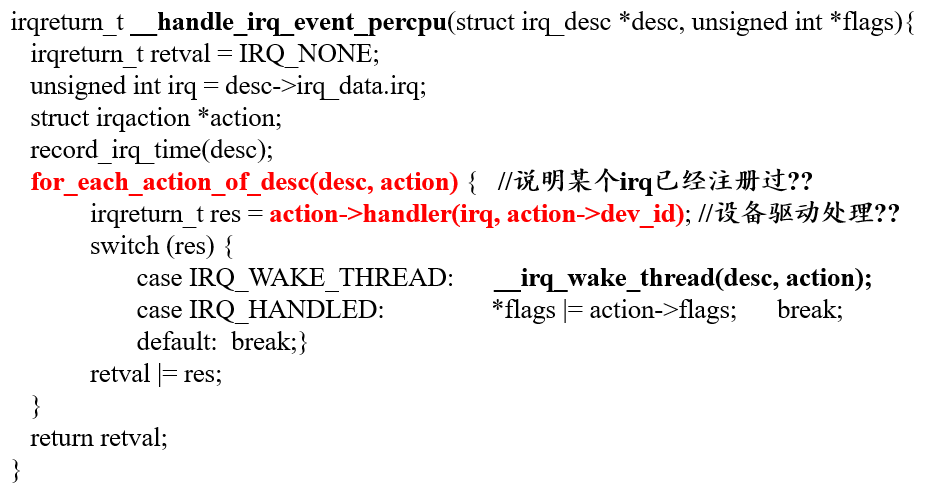 irqreturn_t __handle_irq_event_percpu(struct irq_desc *desc, unsigned int *flags){
irqreturn_t retval = IRQ_NONE;
unsigned int irq = desc->irq_data.irq;
struct irqaction *action;
record_irq_time(desc);
for_each_action_of_desc(desc, action) { //说明某个irq已经注册过??
irqreturn_t res = action->handler(irq, action->dev_id); //设备驱动处理??
switch (res) {
case IRQ_WAKE_THREAD: __irq_wake_thread(desc, action);
case IRQ_HANDLED: *flags |= action->flags; break;
default: break;}
retval |= res;
}
return retval;
}